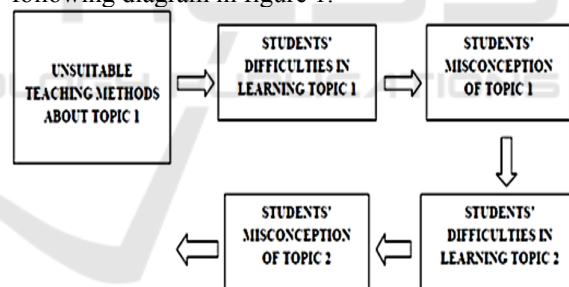 following diagram in figure 1.
UNSUITABLE
TEACHING METHODS
ABOUT TOPIC 1
STUDENTS'
DIFFICULTIES IN
LEARNING TOPIC 1
STUDENTS'
MISCONCEPTION
OF TOPIC 1
STUDENTS'
DIFFICULTIES IN
LEARNING TOPIC 2
STUDENTS'
MISCONCEPTION
OF TOPIC 2